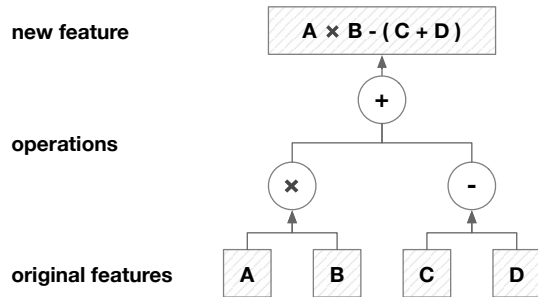 new feature
A × B - ( C + D )
+
operations
×
-
original features
A
B
C
D